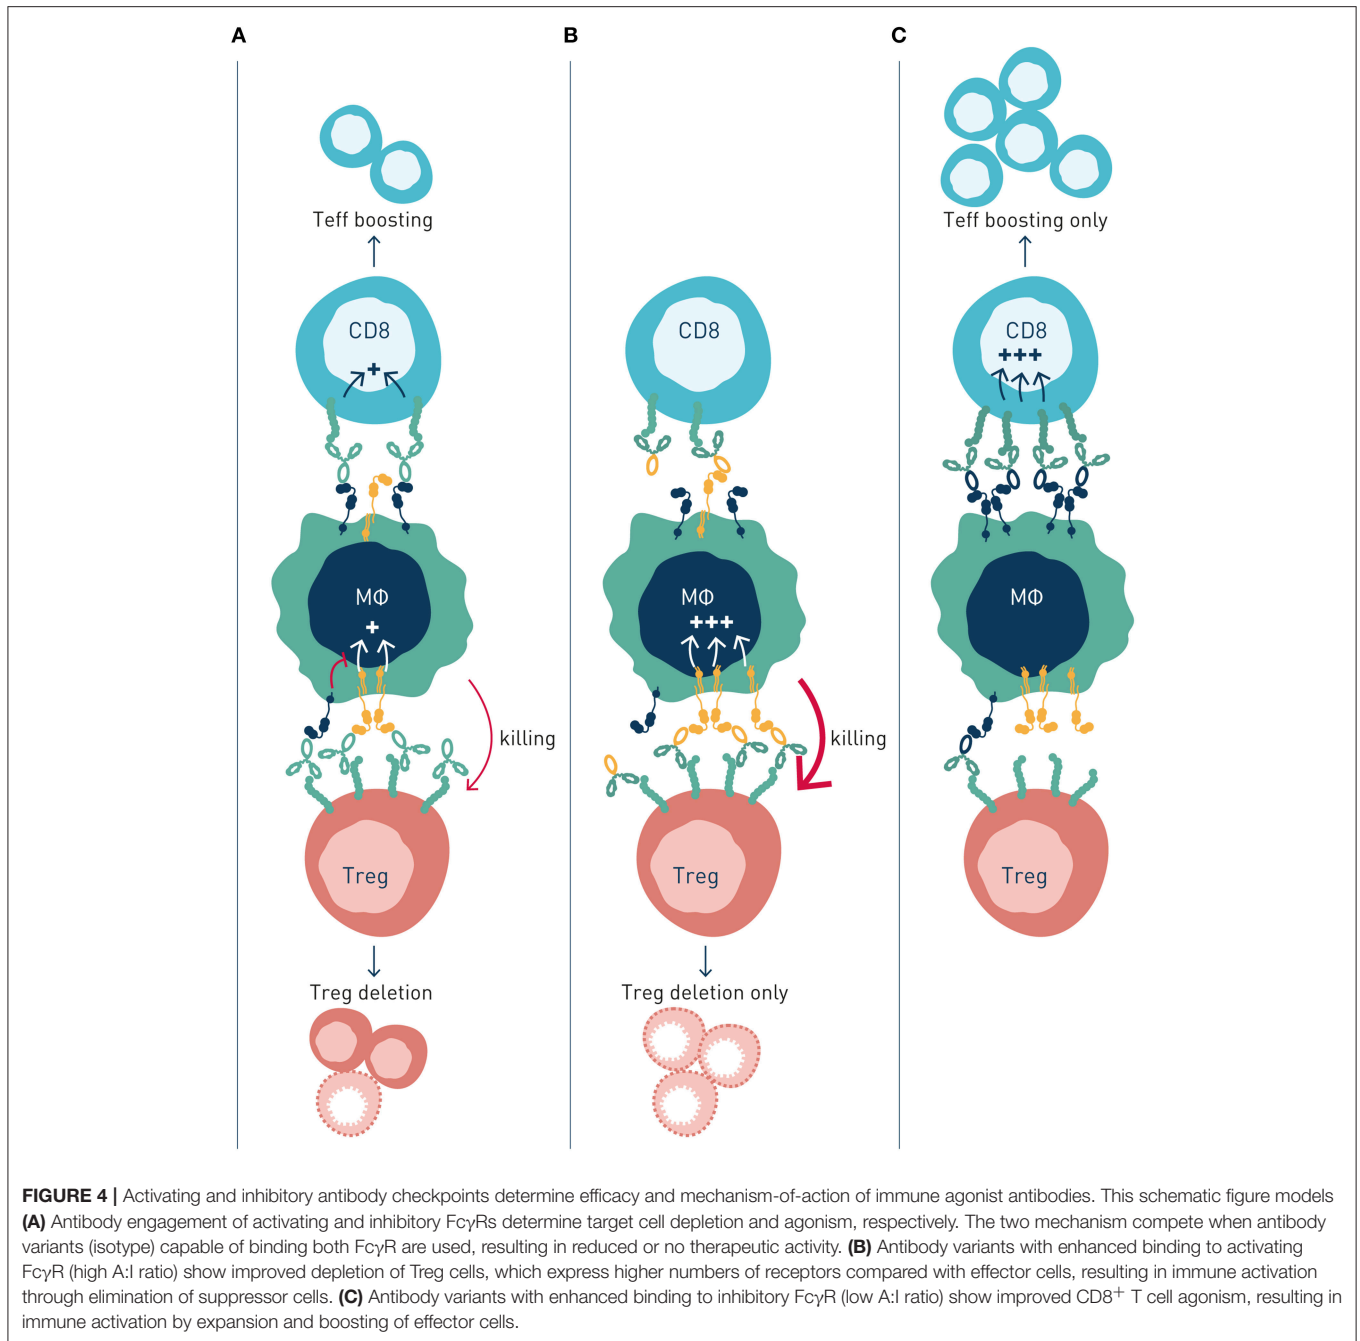 A
B
C
Teff boosting
Teff boosting only
CD8
+
CD8
CD8
+++
MΦ
+
MΦ
+++
MΦ
killing
killing
Treg
Treg
Treg
Treg deletion
Treg deletion only
FIGURE 4 | Activating and inhibitory antibody checkpoints determine efficacy and mechanism-of-action of immune agonist antibodies. This schematic figure models
(A) Antibody engagement of activating and inhibitory FcγRs determine target cell depletion and agonism, respectively. The two mechanism compete when antibody
variants (isotype) capable of binding both FcγR are used, resulting in reduced or no therapeutic activity. (B) Antibody variants with enhanced binding to activating
FcγR (high A:I ratio) show improved depletion of Treg cells, which express higher numbers of receptors compared with effector cells, resulting in immune activation
through elimination of suppressor cells. (C) Antibody variants with enhanced binding to inhibitory FcγR (low A:I ratio) show improved CD8+ T cell agonism, resulting in
immune activation by expansion and boosting of effector cells.